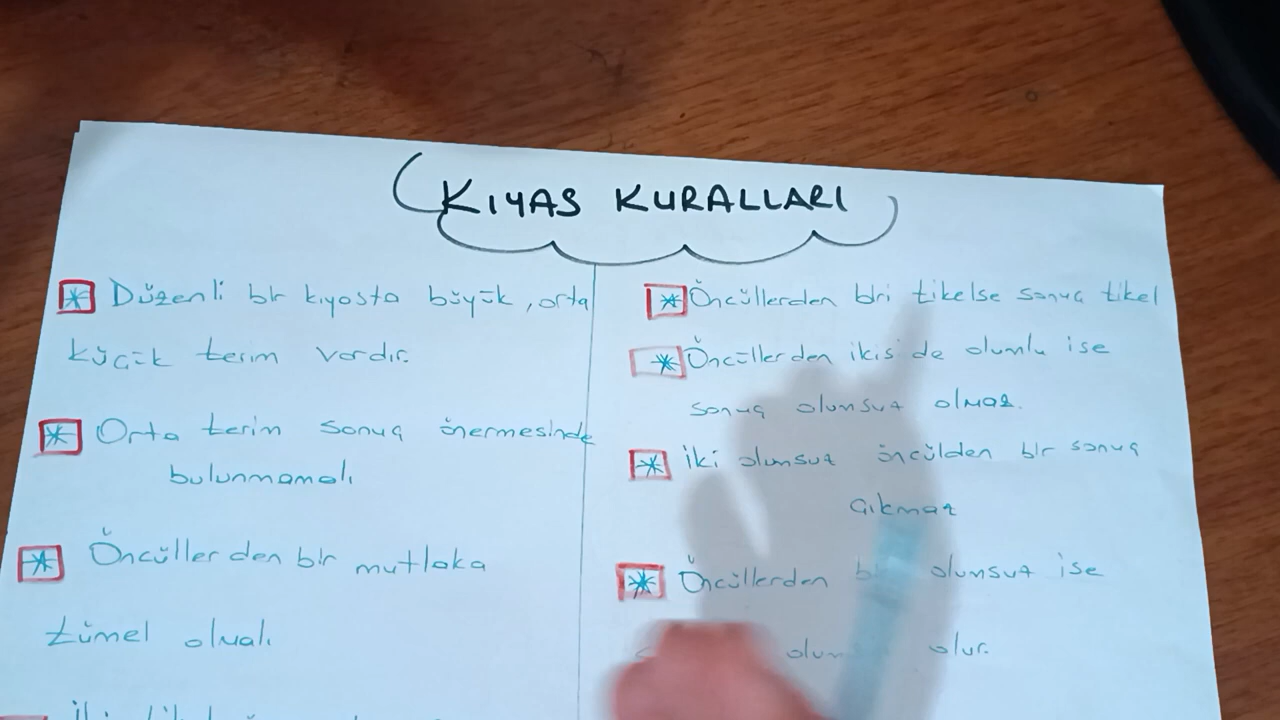 KIYAS KURALLARI
Düzenli bir kıyasta büyük, orta
küçük terim vardır.
Orta terim sonuç önermesinde
bulunmamalı
Öncüllerden bir mutlaka
tümel olmalı
Öncüllerden biri tikelse sonuç tikel
Öncüllerden ikisi de olumlu ise
sonuç olumsuz olmaz.
İki olumsuz öncülden bir sonuç
çıkmaz
Öncüllerden olumsuz ise
olur.